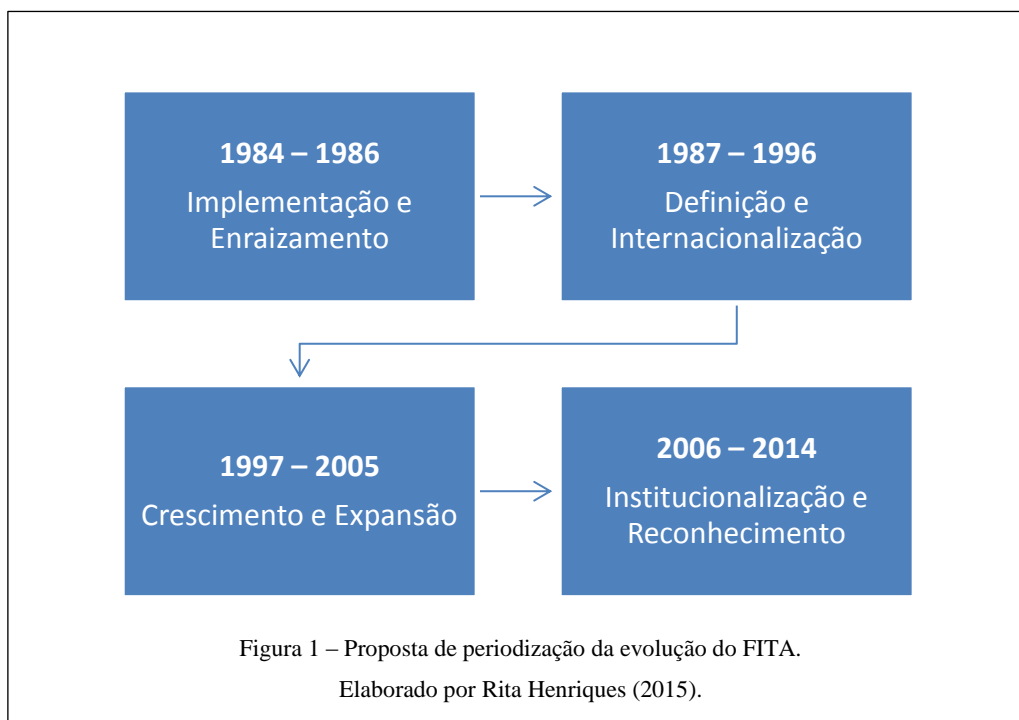 1984 – 1986
Implementação e
Enraizamento
1987 – 1996
Definição e
Internacionalização
1997 – 2005
Crescimento e Expansão
2006 – 2014
Institucionalização e
Reconhecimento
Figura 1 – Proposta de periodização da evolução do FITA.
Elaborado por Rita Henriques (2015).